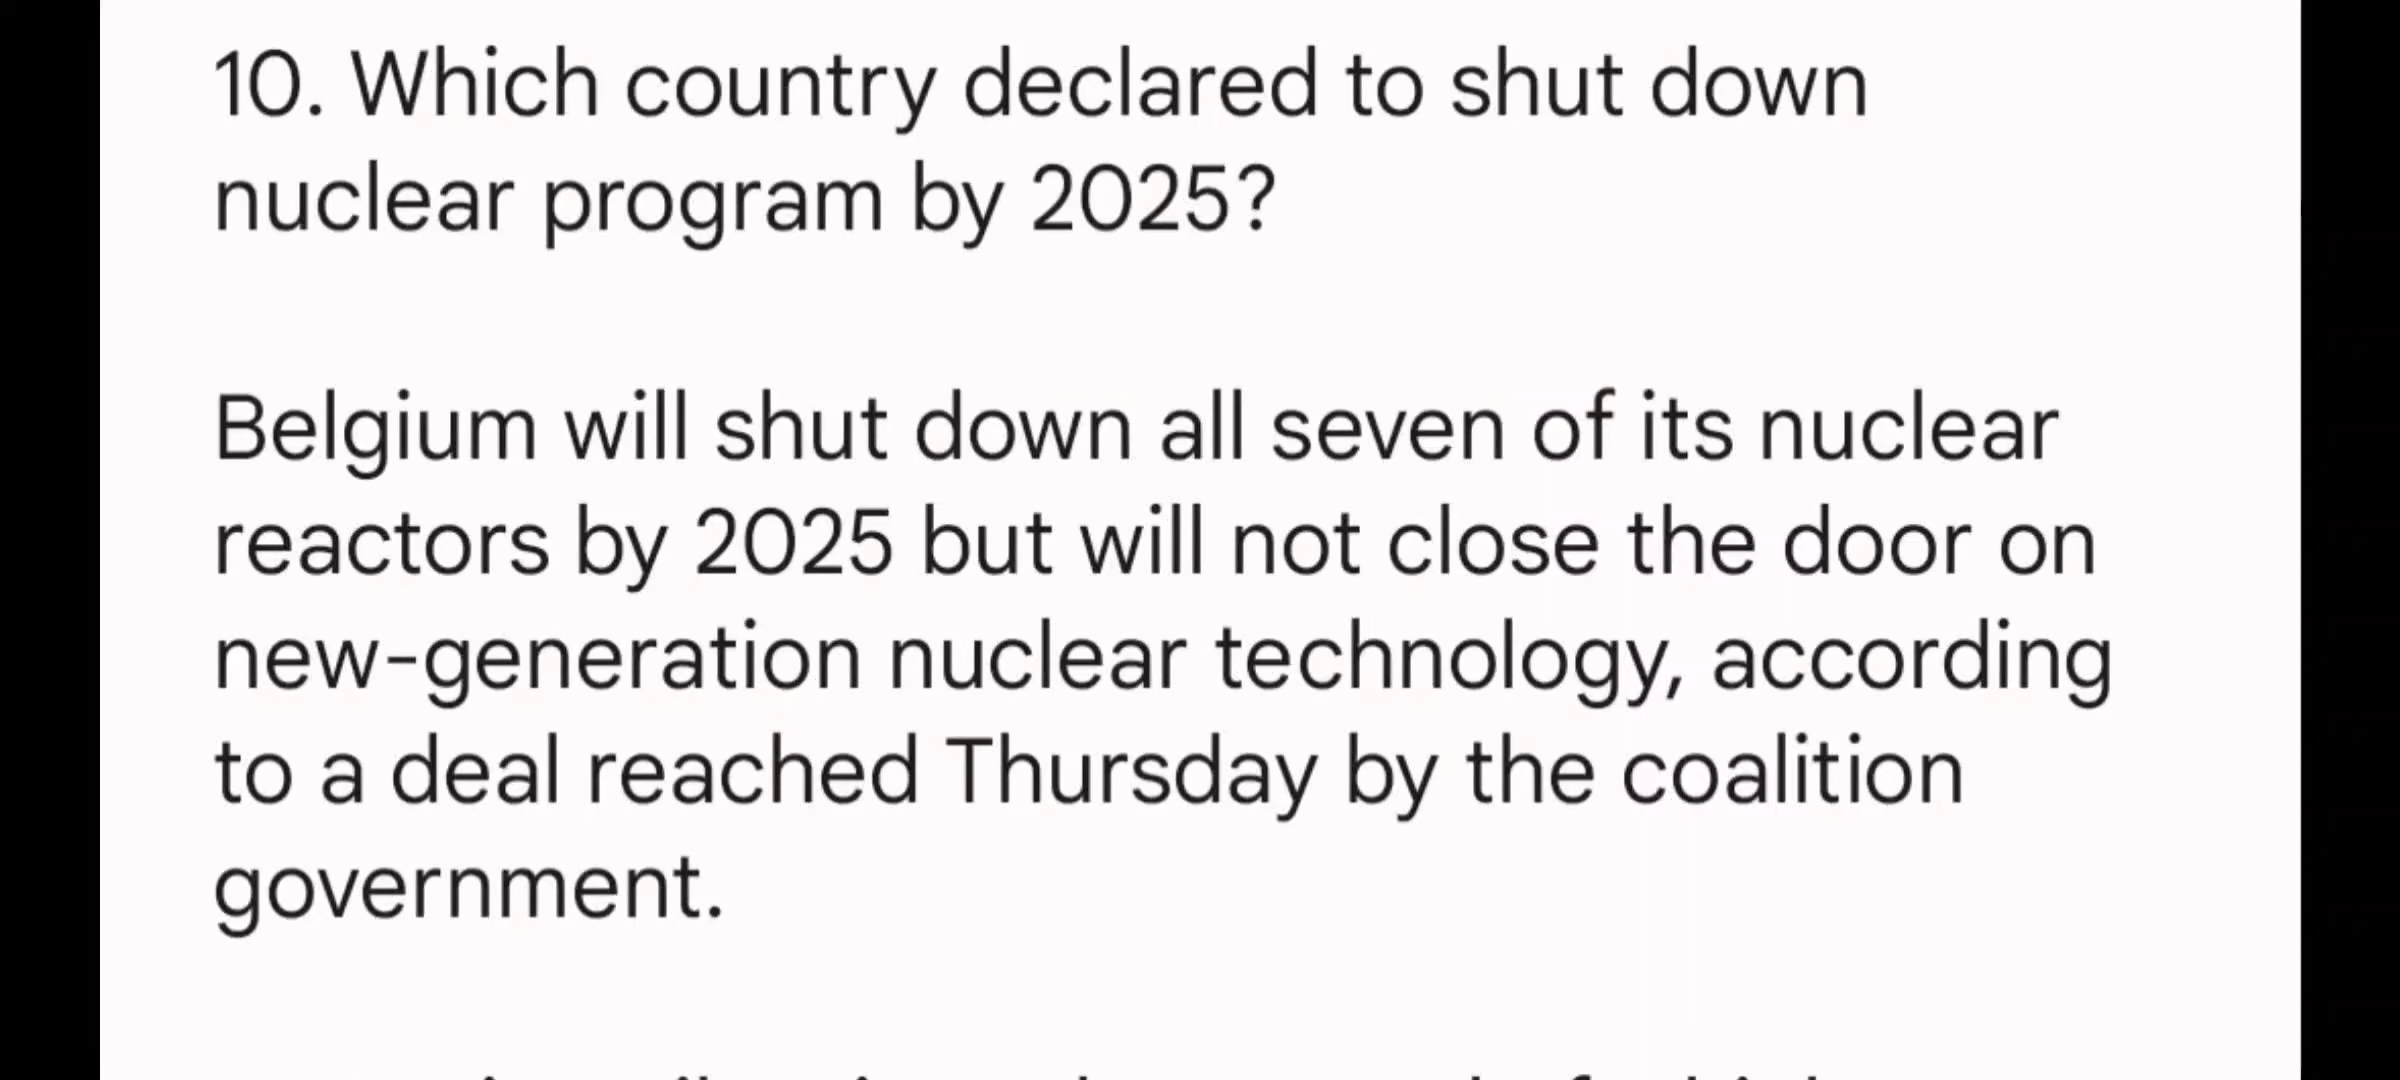 10. Which country declared to shut down
nuclear program by 2025?
Belgium will shut down all seven of its nuclear
reactors by 2025 but will not close the door on
new-generation nuclear technology, according
to a deal reached Thursday by the coalition
government.